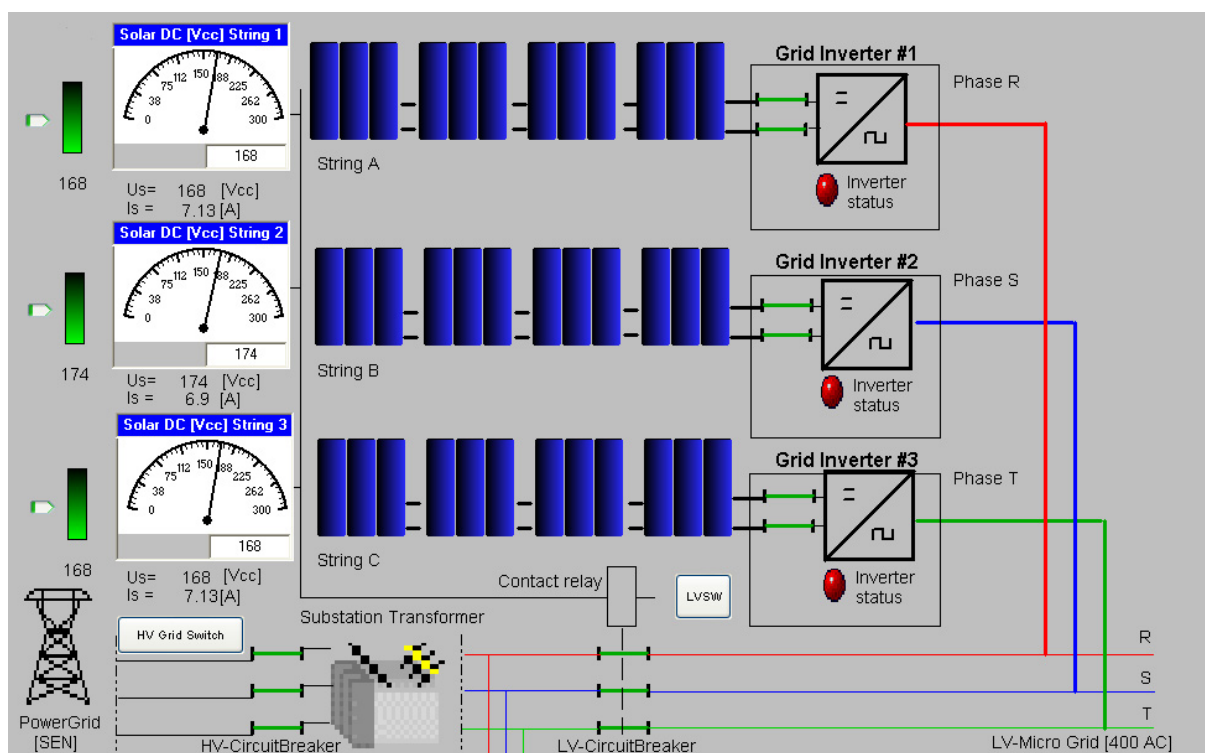 Solar DC [Vcc] String 1
0 38 75 112 150 188 225 262 300
168
168
Us= 168 [Vcc]
Is = 7.13 [A]
Solar DC [Vcc] String 2
0 38 75 112 150 188 225 262 300
174
174
Us= 174 [Vcc]
Is = 6.9 [A]
Solar DC [Vcc] String 3
0 38 75 112 150 188 225 262 300
168
168
Us= 168 [Vcc]
Is = 7.13[A]
String A
Grid Inverter #1
Phase R
Inverter
status
String B
Grid Inverter #2
Phase S
Inverter
status
String C
Grid Inverter #3
Phase T
Inverter
status
Contact relay
LVSW
Substation Transformer
HV Grid Switch
R
S
T
PowerGrid
[SEN]
HV-CircuitBreaker
LV-CircuitBreaker
LV-Micro Grid [400 AC]